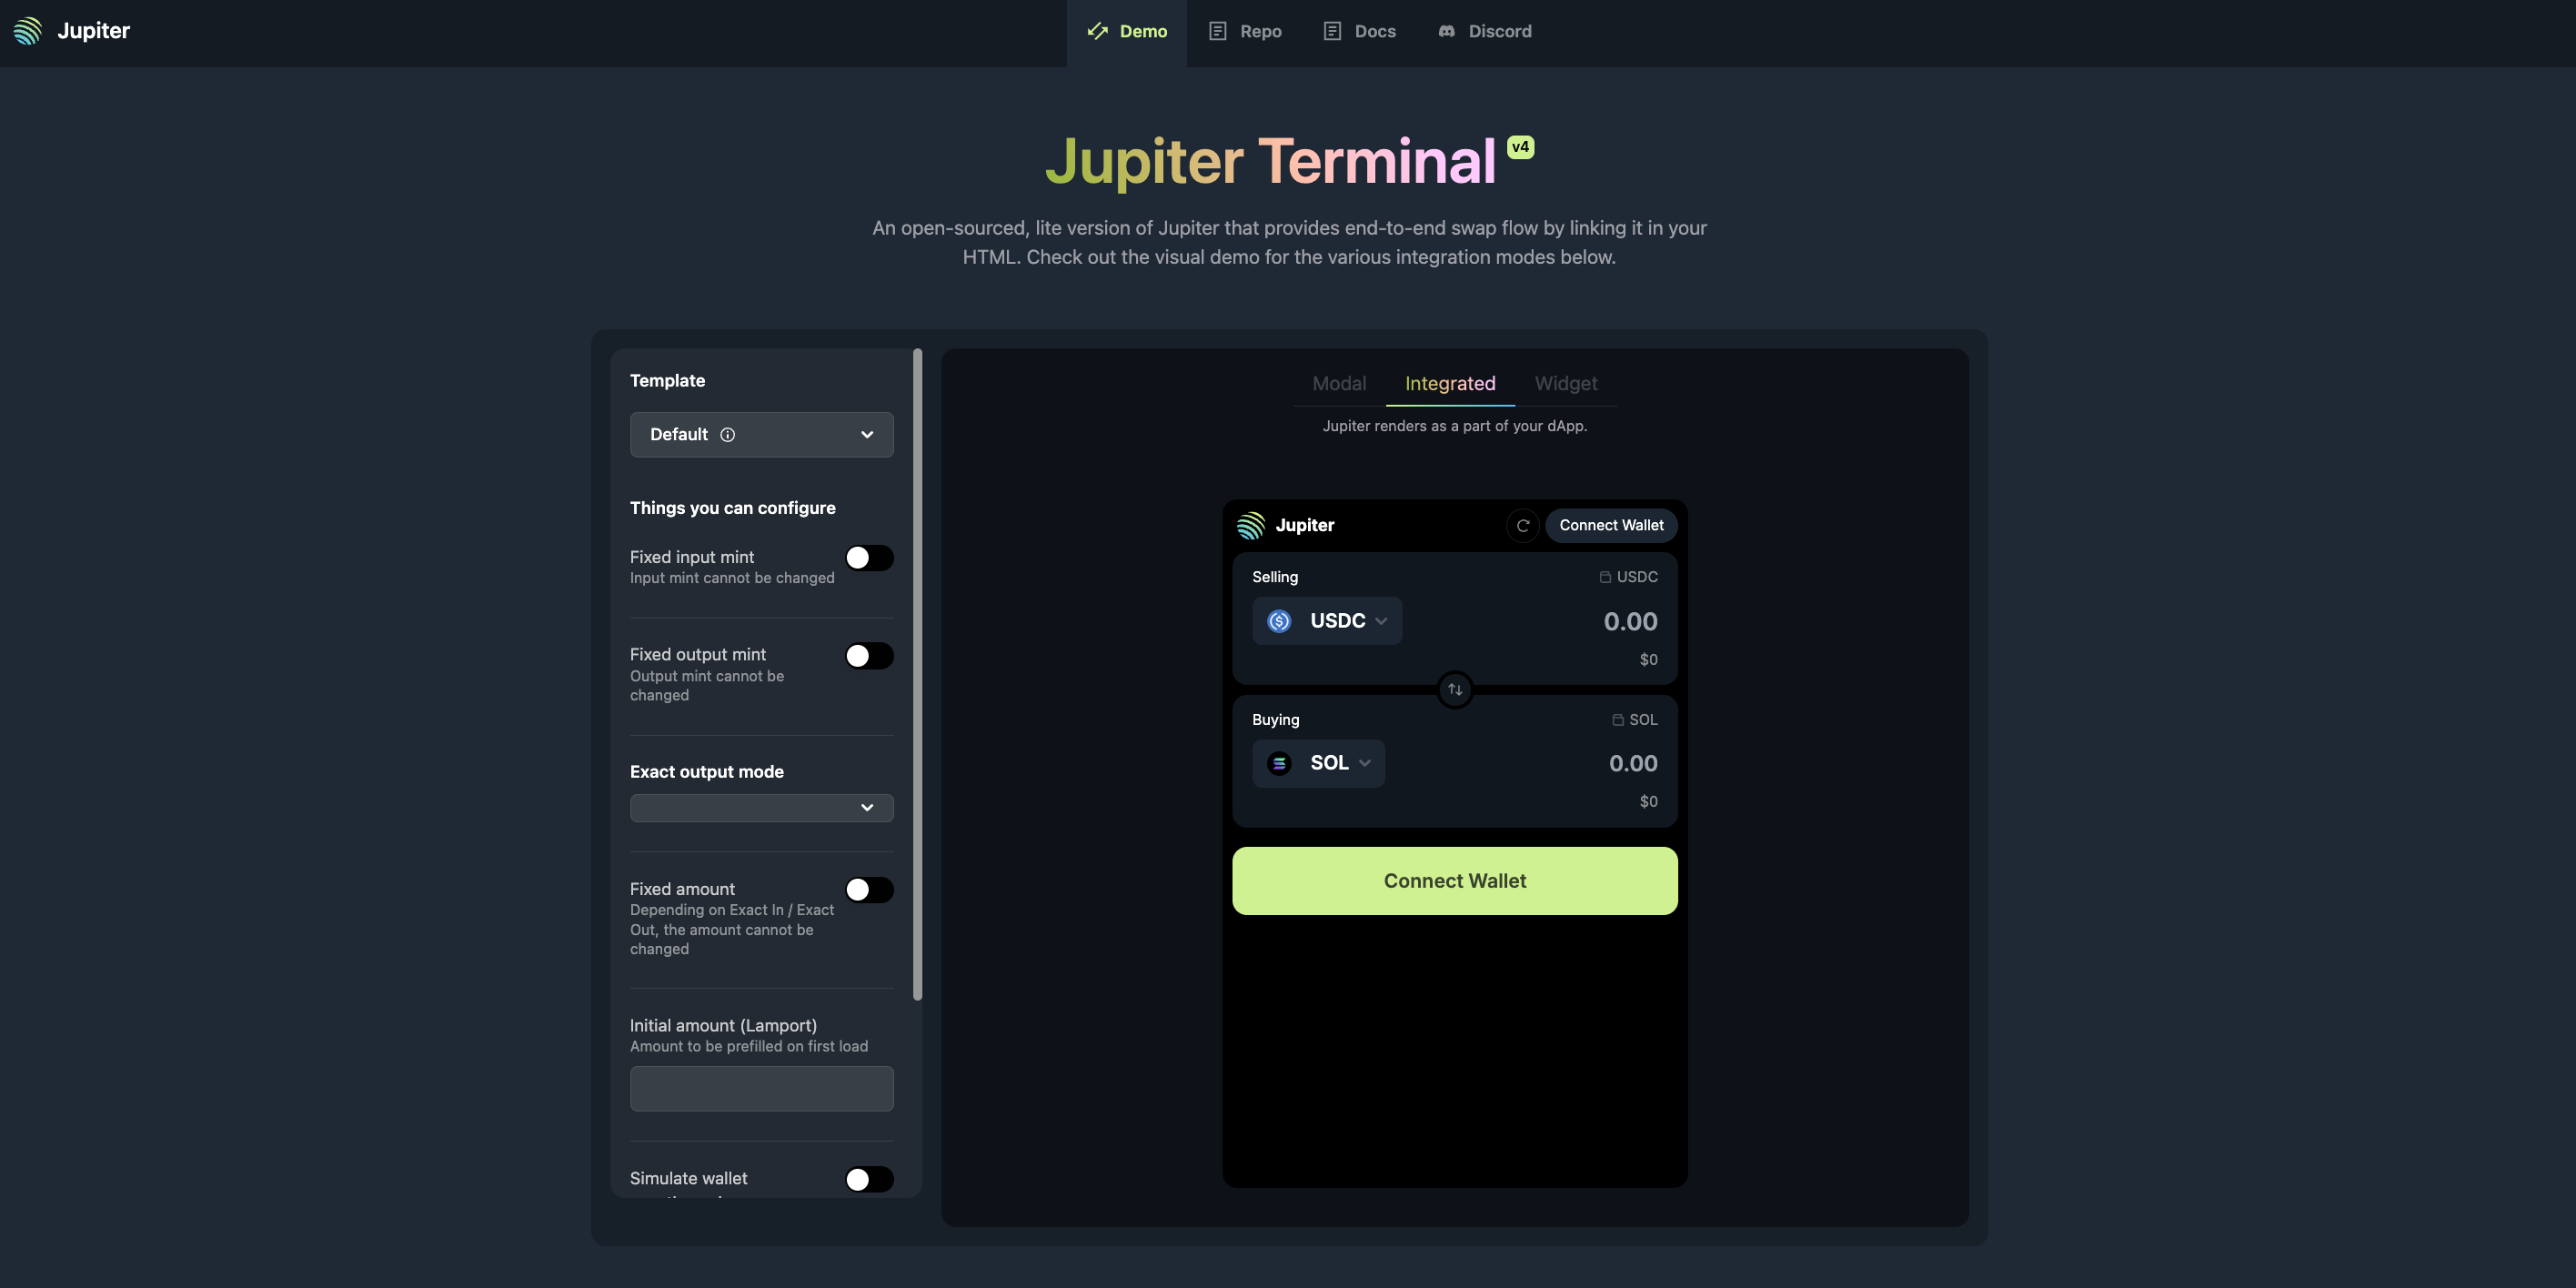 Jupiter
Demo
Repo
Docs
Discord
Jupiter Terminal v4
An open-sourced, lite version of Jupiter that provides end-to-end swap flow by linking it in your
HTML. Check out the visual demo for the various integration modes below.
Template
Default
Things you can configure
Fixed input mint
Input mint cannot be changed
Fixed output mint
Output mint cannot be
changed
Exact output mode
Fixed amount
Depending on Exact In / Exact
Out, the amount cannot be
changed
Initial amount (Lamport)
Amount to be prefilled on first load
Simulate wallet
Modal
Integrated
Widget
Jupiter renders as a part of your dApp.
Jupiter
Connect Wallet
Selling
USDC
USDC
0.00
$0
Buying
SOL
SOL
0.00
$0
Connect Wallet